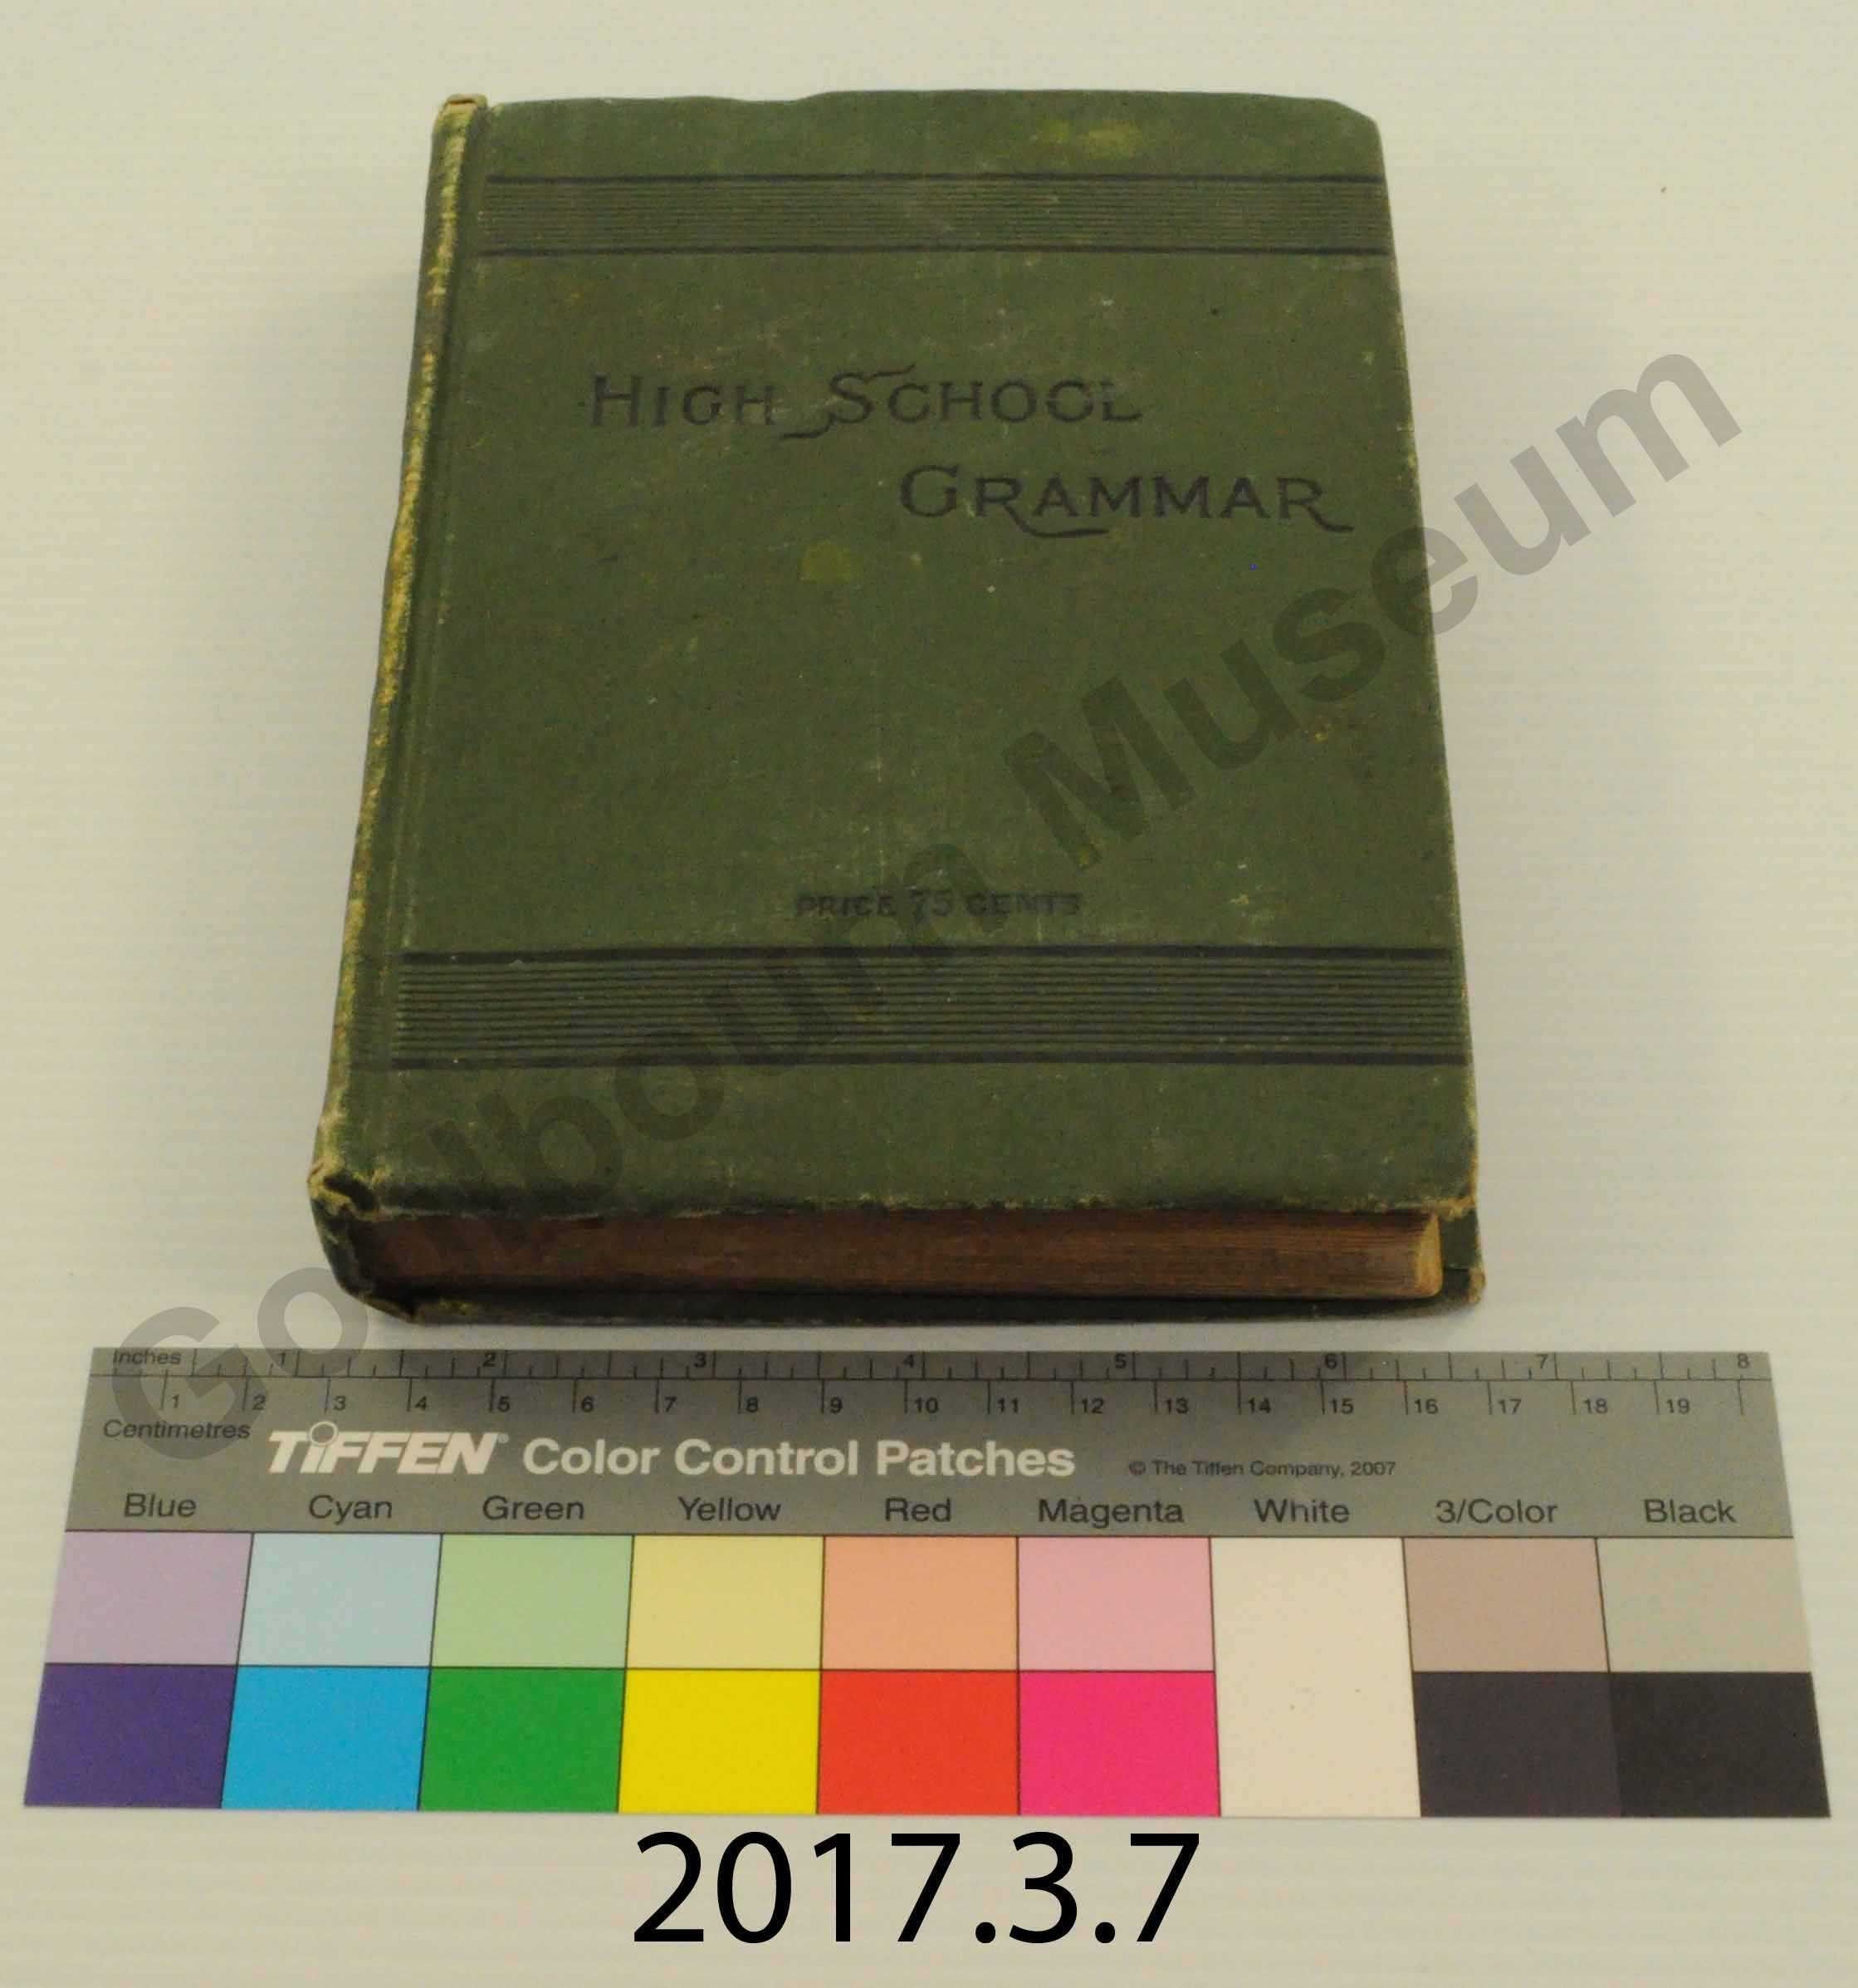 HIGH SCHOOL
GRAMMAR
PRICE 75 CENTS
Goulbourn Museum
Inches 1 2 3 4 5 6 7 8
1 2 3 4 5 6 7 8 9 10 11 12 13 14 15 16 17 18 19
Centimetres
TIFFEN® Color Control Patches © The Tiffen Company, 2007
Blue Cyan Green Yellow Red Magenta White 3/Color Black
2017.3.7